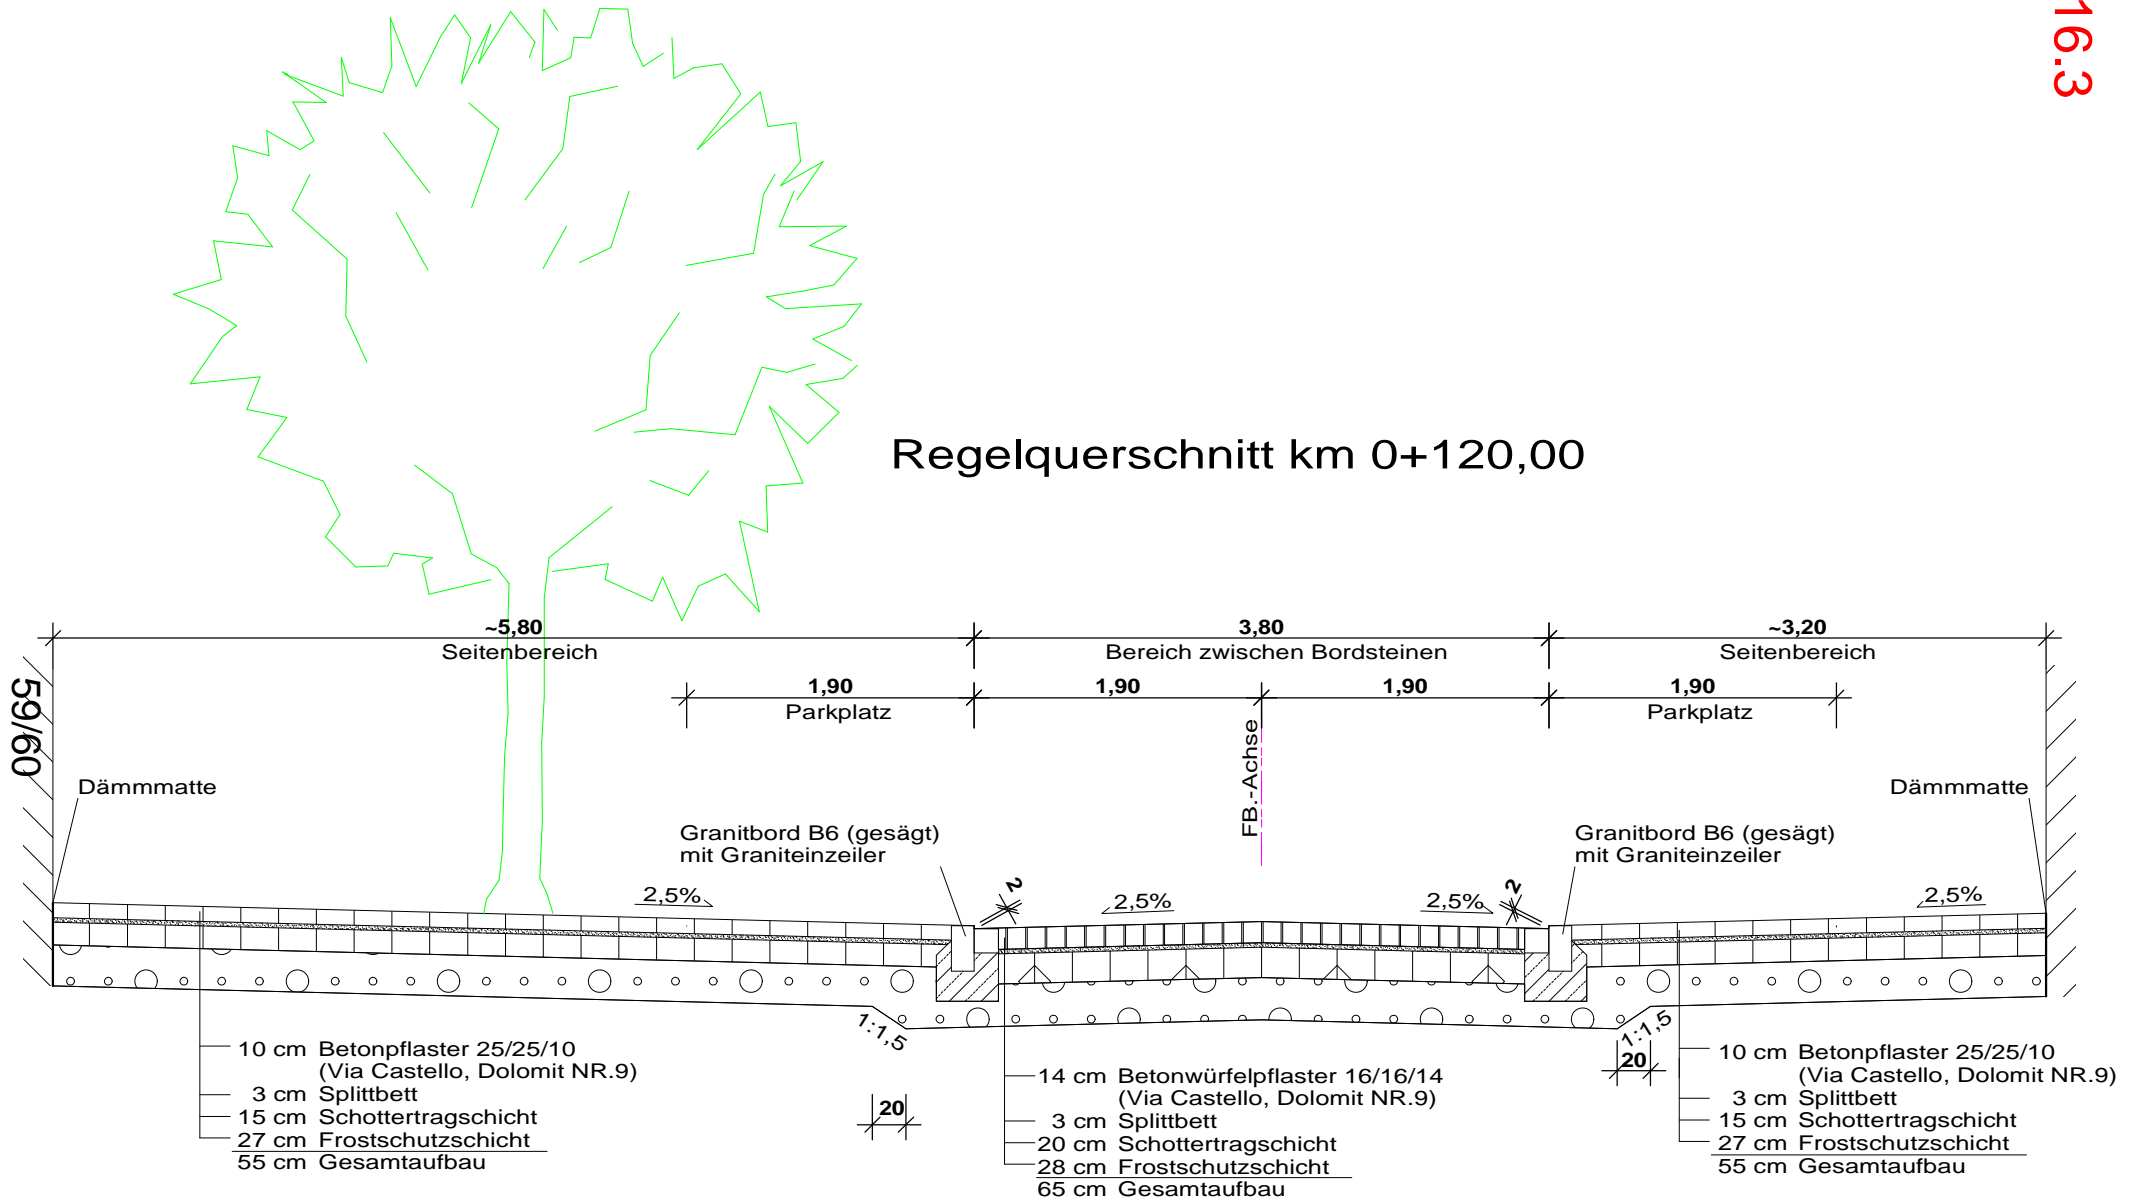 16.3
Regelquerschnitt km 0+120,00
~5,80
Seitenbereich
3,80
Bereich zwischen Bordsteinen
~3,20
Seitenbereich
1,90
Parkplatz
1,90
1,90
1,90
Parkplatz
59/60
FB.-Achse
Dämmmatte
Dämmmatte
Granitbord B6 (gesägt)
mit Graniteinzeiler
Granitbord B6 (gesägt)
mit Graniteinzeiler
2,5%
2
2,5%
2,5%
2
2,5%
1:1,5
20
1:1,5
20
10 cm Betonpflaster 25/25/10
(Via Castello, Dolomit NR.9)
3 cm Splittbett
15 cm Schottertragschicht
27 cm Frostschutzschicht
55 cm Gesamtaufbau
14 cm Betonwürfelpflaster 16/16/14
(Via Castello, Dolomit NR.9)
3 cm Splittbett
20 cm Schottertragschicht
28 cm Frostschutzschicht
65 cm Gesamtaufbau
10 cm Betonpflaster 25/25/10
(Via Castello, Dolomit NR.9)
3 cm Splittbett
15 cm Schottertragschicht
27 cm Frostschutzschicht
55 cm Gesamtaufbau